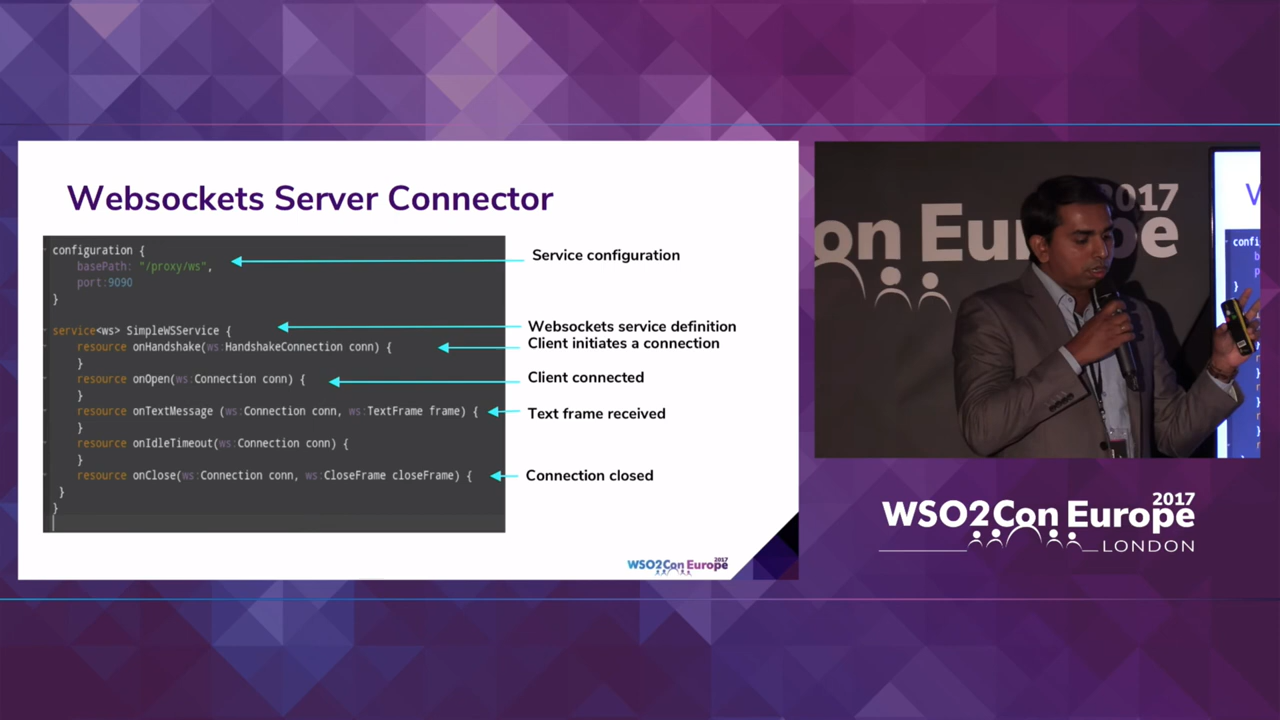 Websockets Server Connector
configuration {
basePath: "/proxy/ws",
port:9090
}
service<ws> SimpleWSService {
resource onHandshake(ws:HandshakeConnection conn) {
}
resource onOpen(ws:Connection conn) {
}
resource onTextMessage (ws:Connection conn, ws:TextFrame frame) {
}
resource onIdleTimeout(ws:Connection conn) {
}
resource onClose(ws:Connection conn, ws:CloseFrame closeFrame) {
}
}
Service configuration
Websockets service definition
Client initiates a connection
Client connected
Text frame received
Connection closed
WSO2Con Europe
2017
2017
on Eur pe
V
confi
b
p
}
WSO2Con Europe
2017
LONDON